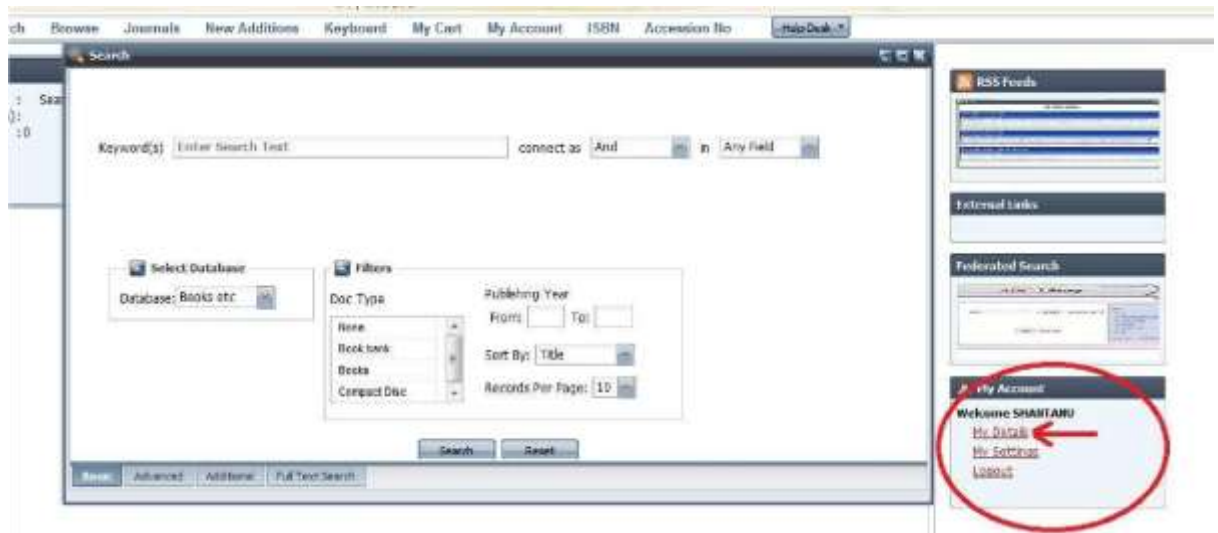 ch Browse Journals New Additions Keyboard My Cart My Account ISBN Accession No Help Desk
Search
: Sear
):
:0
Keyword(s) Enter Search Text connect as And in Any Field
Select Database
Database: Books etc
Filters
Doc Type
None
Book bank
Books
Compact Disc
Publishing Year
From: To:
Sort By: Title
Records Per Page: 10
Search Reset
Basic Advanced Additional Full Text Search
RSS Feeds
External Links
Federated Search
My Account
Welcome SHANTANU
My Details
My Settings
Logout